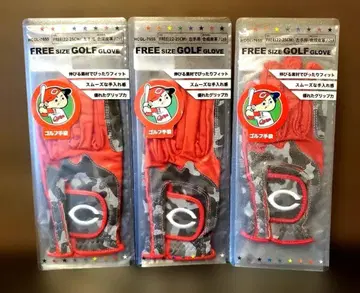 FREE SIZE GOLF GLOVE
伸びる素材でぴったりフィット
スムーズな手入れ感
優れたグリップ力
Carp
ゴルフ手袋
C
FREE SIZE GOLF GLOVE
伸びる素材でぴったりフィット
スムーズな手入れ感
優れたグリップ力
Carp
ゴルフ手袋
C
FREE SIZE GOLF GLOVE
伸びる素材でぴったりフィット
スムーズな手入れ感
優れたグリップ力
Carp
ゴルフ手袋
C